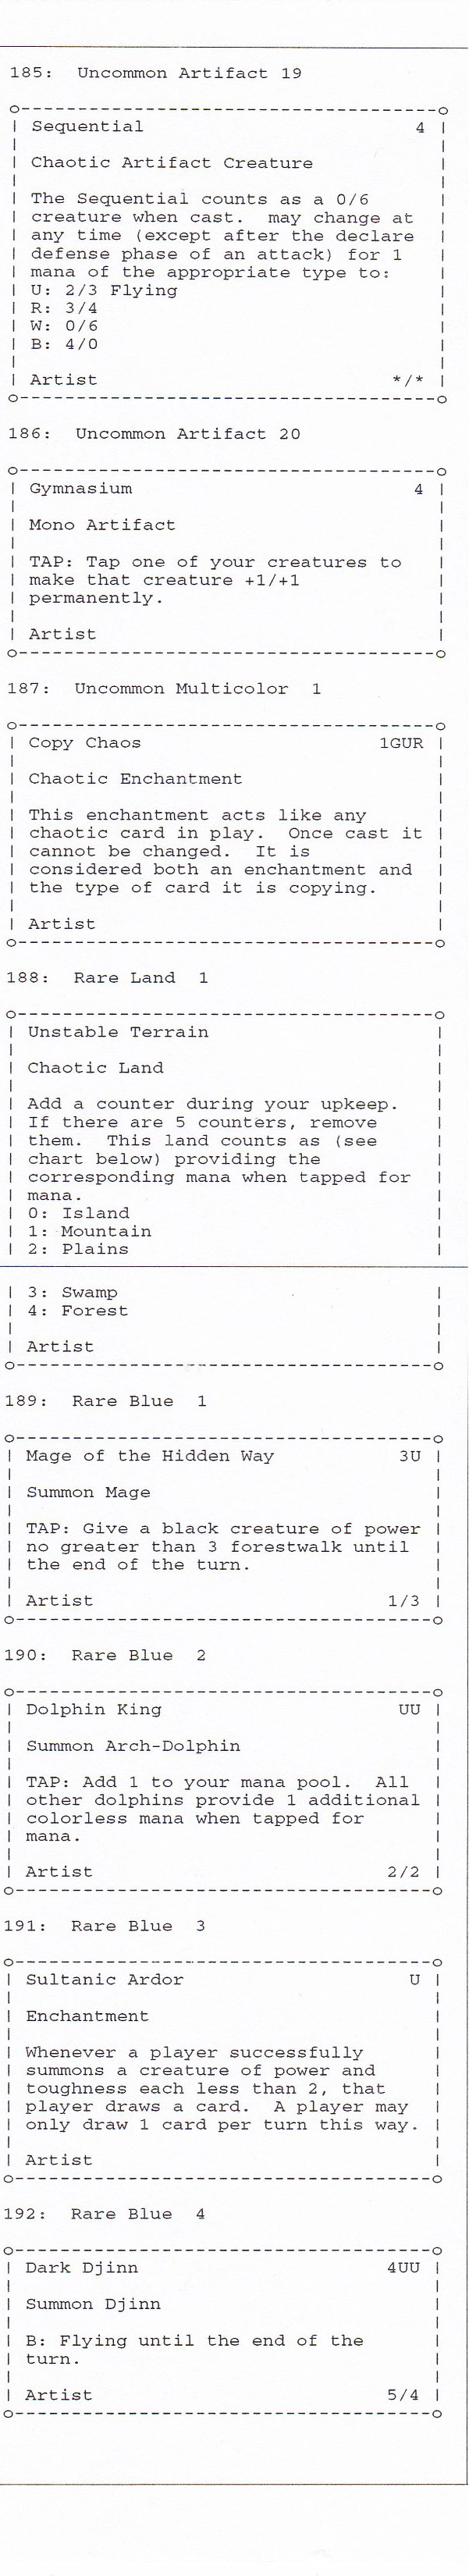 185:  Uncommon Artifact 19
o-------------------------------------o
| Sequential 4 |
| Chaotic Artifact Creature |
| The Sequential counts as a 0/6 |
| creature when cast.  may change at |
| any time (except after the declare |
| defense phase of an attack) for 1 |
| mana of the appropriate type to: |
| U: 2/3 Flying |
| R: 3/4 |
| W: 0/6 |
| B: 4/0 |
| Artist */* |
o-------------------------------------o
186:  Uncommon Artifact 20
o-------------------------------------o
| Gymnasium 4 |
| Mono Artifact |
| TAP: Tap one of your creatures to |
| make that creature +1/+1 |
| permanently. |
| Artist |
o-------------------------------------o
187:  Uncommon Multicolor  1
o-------------------------------------o
| Copy Chaos 1GUR |
| Chaotic Enchantment |
| This enchantment acts like any |
| chaotic card in play.  Once cast it |
| cannot be changed.  It is |
| considered both an enchantment and |
| the type of card it is copying. |
| Artist |
o-------------------------------------o
188:  Rare Land  1
o-------------------------------------o
| Unstable Terrain |
| Chaotic Land |
| Add a counter during your upkeep. |
| If there are 5 counters, remove |
| them.  This land counts as (see |
| chart below) providing the |
| corresponding mana when tapped for |
| mana. |
| 0: Island |
| 1: Mountain |
| 2: Plains |
| 3: Swamp |
| 4: Forest |
| Artist |
o-------------------------------------o
189:  Rare Blue  1
o-------------------------------------o
| Mage of the Hidden Way 3U |
| Summon Mage |
| TAP: Give a black creature of power |
| no greater than 3 forestwalk until |
| the end of the turn. |
| Artist 1/3 |
o-------------------------------------o
190:  Rare Blue  2
o-------------------------------------o
| Dolphin King UU |
| Summon Arch-Dolphin |
| TAP: Add 1 to your mana pool.  All |
| other dolphins provide 1 additional |
| colorless mana when tapped for |
| mana. |
| Artist 2/2 |
o-------------------------------------o
191:  Rare Blue  3
o-------------------------------------o
| Sultanic Ardor U |
| Enchantment |
| Whenever a player successfully |
| summons a creature of power and |
| toughness each less than 2, that |
| player draws a card.  A player may |
| only draw 1 card per turn this way. |
| Artist |
o-------------------------------------o
192:  Rare Blue  4
o-------------------------------------o
| Dark Djinn 4UU |
| Summon Djinn |
| B: Flying until the end of the |
| turn. |
| Artist 5/4 |
o-------------------------------------o